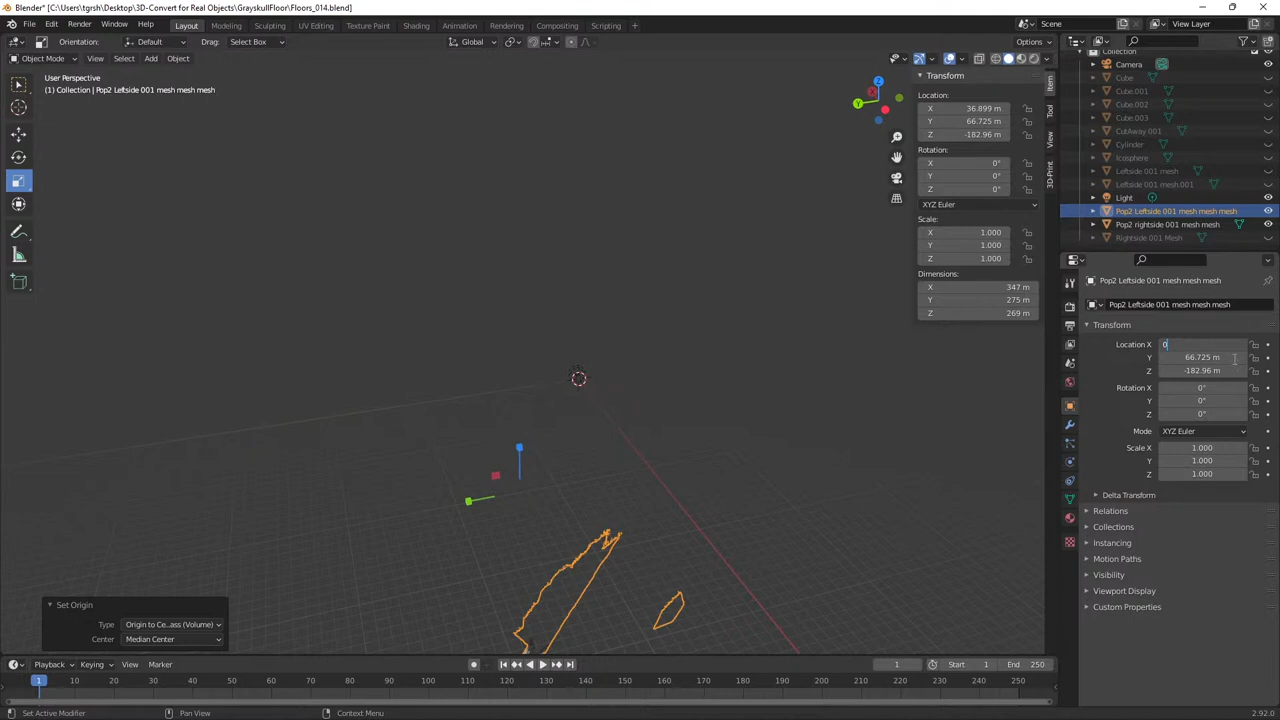 Blender* [C:\Users\tgrsh\Desktop\3D-Convert for Real Objects\GrayskullFloor\Floors_014.blend]
File Edit Render Window Help Layout Modeling Sculpting UV Editing Texture Paint Shading Animation Rendering Compositing Scripting + Scene View Layer
Orientation: Default Drag: Select Box Global Options
Object Mode View Select Add Object
User Perspective
(1) Collection | Pop2 Leftside 001 mesh mesh mesh
Transform
Location:
X 36.899 m
Y 66.725 m
Z -182.96 m
Rotation:
X 0°
Y 0°
Z 0°
XYZ Euler
Scale:
X 1.000
Y 1.000
Z 1.000
Dimensions:
X 347 m
Y 275 m
Z 269 m
Item
Tool
View
3D-Print
Z
X
Y
Collection
Camera
Cube
Cube.001
Cube.002
Cube.003
CutAway 001
Cylinder
Icosphere
Leftside 001 mesh
Leftside 001 mesh.001
Light
Pop2 Leftside 001 mesh mesh mesh
Pop2 rightside 001 mesh mesh
Rightside 001 Mesh
Pop2 Leftside 001 mesh mesh mesh
Pop2 Leftside 001 mesh mesh mesh
Transform
Location X 0
Y 66.725 m
Z -182.96 m
Rotation X 0°
Y 0°
Z 0°
Mode XYZ Euler
Scale X 1.000
Y 1.000
Z 1.000
Delta Transform
Relations
Collections
Instancing
Motion Paths
Visibility
Viewport Display
Custom Properties
Set Origin
Type Origin to Ce...ass (Volume)
Center Median Center
Playback Keying View Marker 1 Start 1 End 250
1 10 20 30 40 50 60 70 80 90 100 110 120 130 140 150 160 170 180 190 200 210 220 230 240 250
Set Active Modifier Pan View Context Menu 2.92.0